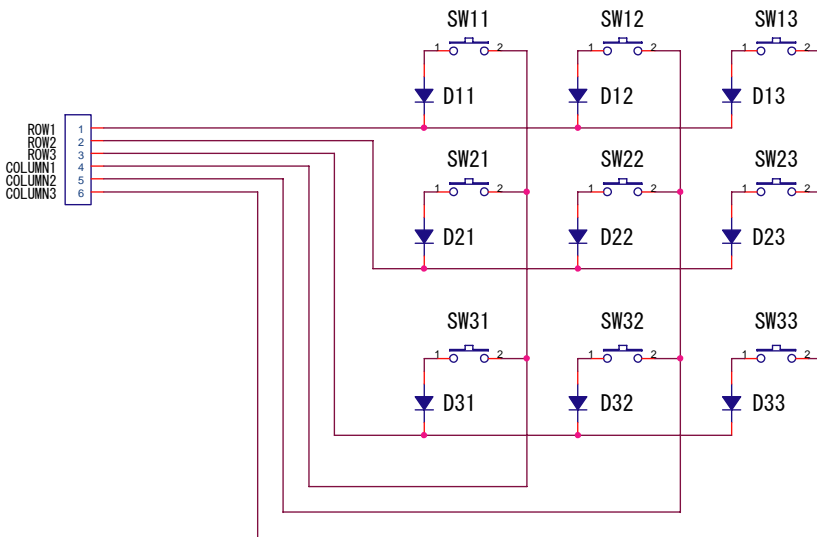 SW11 SW12 SW13
1 2 1 2 1 2
D11 D12 D13
ROW1 1
ROW2 2
ROW3 3
COLUMN1 4
COLUMN2 5
COLUMN3 6
SW21 SW22 SW23
1 2 1 2 1 2
D21 D22 D23
SW31 SW32 SW33
1 2 1 2 1 2
D31 D32 D33